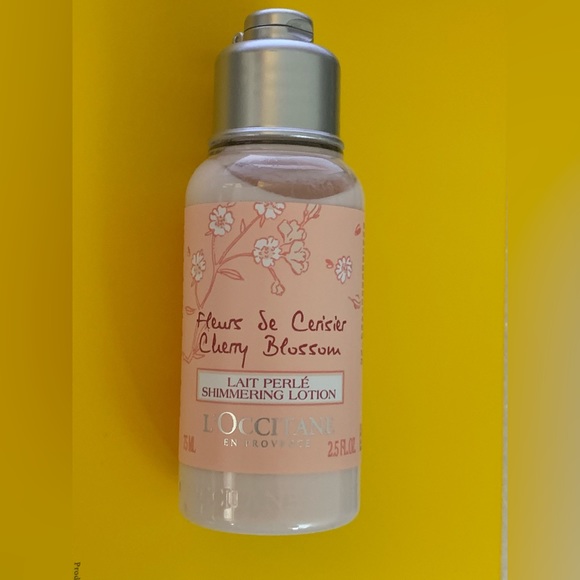 Fleurs de Cerisier
Cherry Blossom
LAIT PERLÉ
SHIMMERING LOTION
L'OCCITANE
EN PROVENCE
75 ML
2.5 FL.OZ.